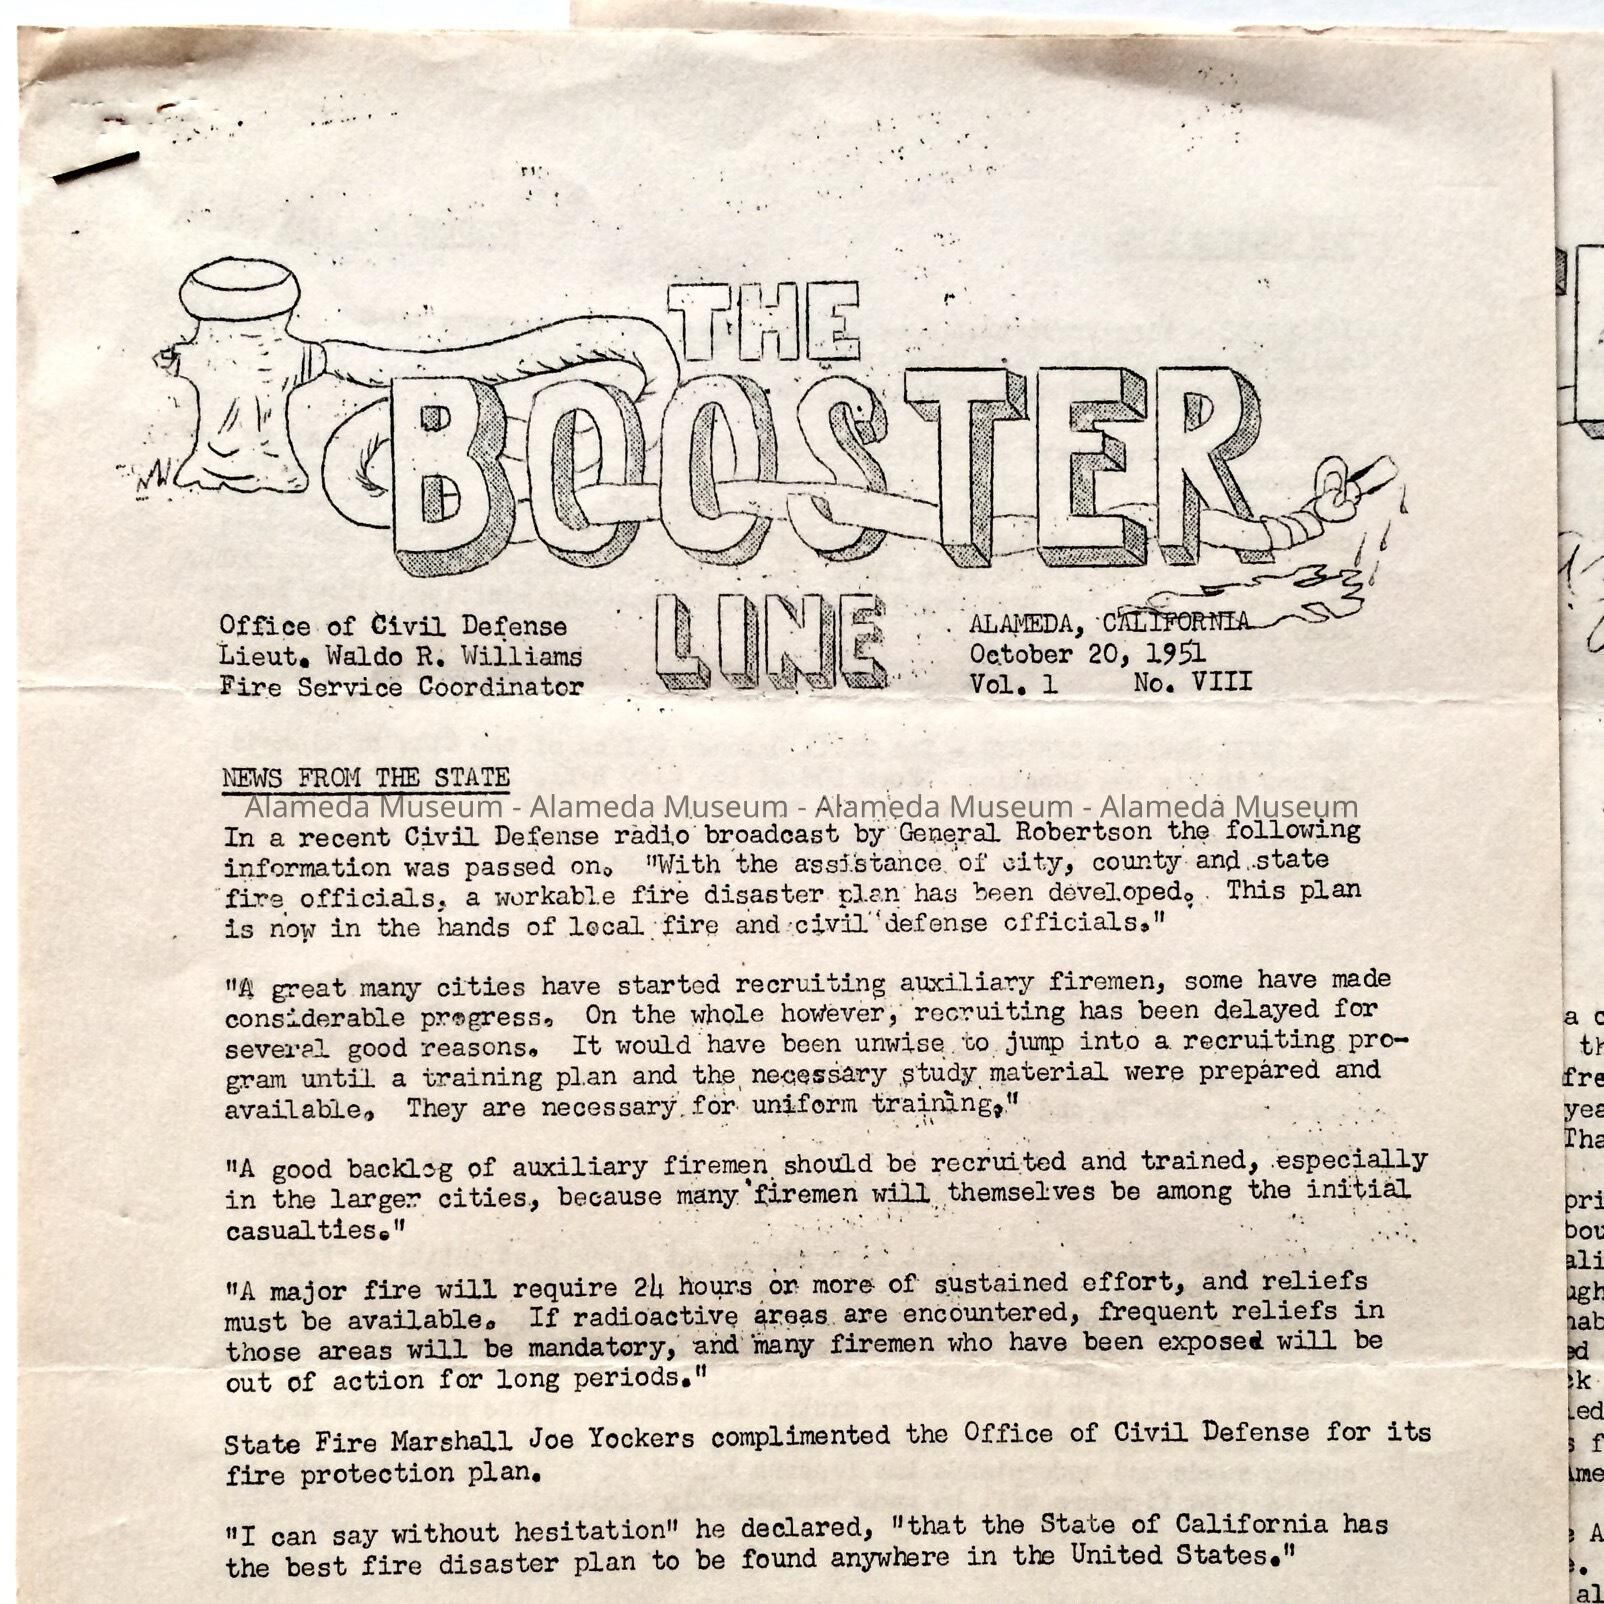 THE
BOOSTER
LINE
Office of Civil Defense
Lieut. Waldo R. Williams
Fire Service Coordinator
ALAMEDA, CALIFORNIA
October 20, 1951
Vol. 1 No. VIII
NEWS FROM THE STATE
Alameda Museum - Alameda Museum - Alameda Museum - Alameda Museum
In a recent Civil Defense radio broadcast by General Robertson the following
information was passed on. "With the assistance of city, county and state
fire officials, a workable fire disaster plan has been developed. This plan
is now in the hands of local fire and civil defense officials."
"A great many cities have started recruiting auxiliary firemen, some have made
considerable progress. On the whole however, recruiting has been delayed for
several good reasons. It would have been unwise to jump into a recruiting pro-
gram until a training plan and the necessary study material were prepared and
available. They are necessary for uniform training."
"A good backlog of auxiliary firemen should be recruited and trained, especially
in the larger cities, because many firemen will themselves be among the initial
casualties."
"A major fire will require 24 hours or more of sustained effort, and reliefs
must be available. If radioactive areas are encountered, frequent reliefs in
those areas will be mandatory, and many firemen who have been exposed will be
out of action for long periods."
State Fire Marshall Joe Yockers complimented the Office of Civil Defense for its
fire protection plan.
"I can say without hesitation" he declared, "that the State of California has
the best fire disaster plan to be found anywhere in the United States."